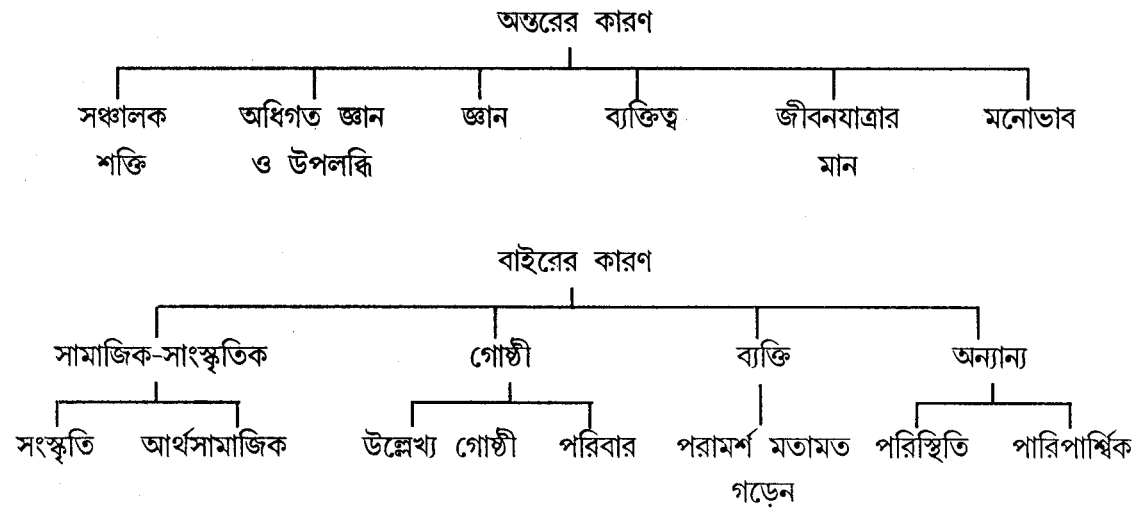 অন্তরের কারণ
সঞ্চালক অধিগত জ্ঞান জ্ঞান ব্যক্তিত্ব জীবনযাত্রার মনোভাব
শক্তি ও উপলব্ধি মান
বাইরের কারণ
সামাজিক-সাংস্কৃতিক গোষ্ঠী ব্যক্তি অন্যান্য
সংস্কৃতি আর্থসামাজিক উল্লেখ্য গোষ্ঠী পরিবার পরামর্শ মতামত পরিস্থিতি পারিপার্শ্বিক
গড়েন